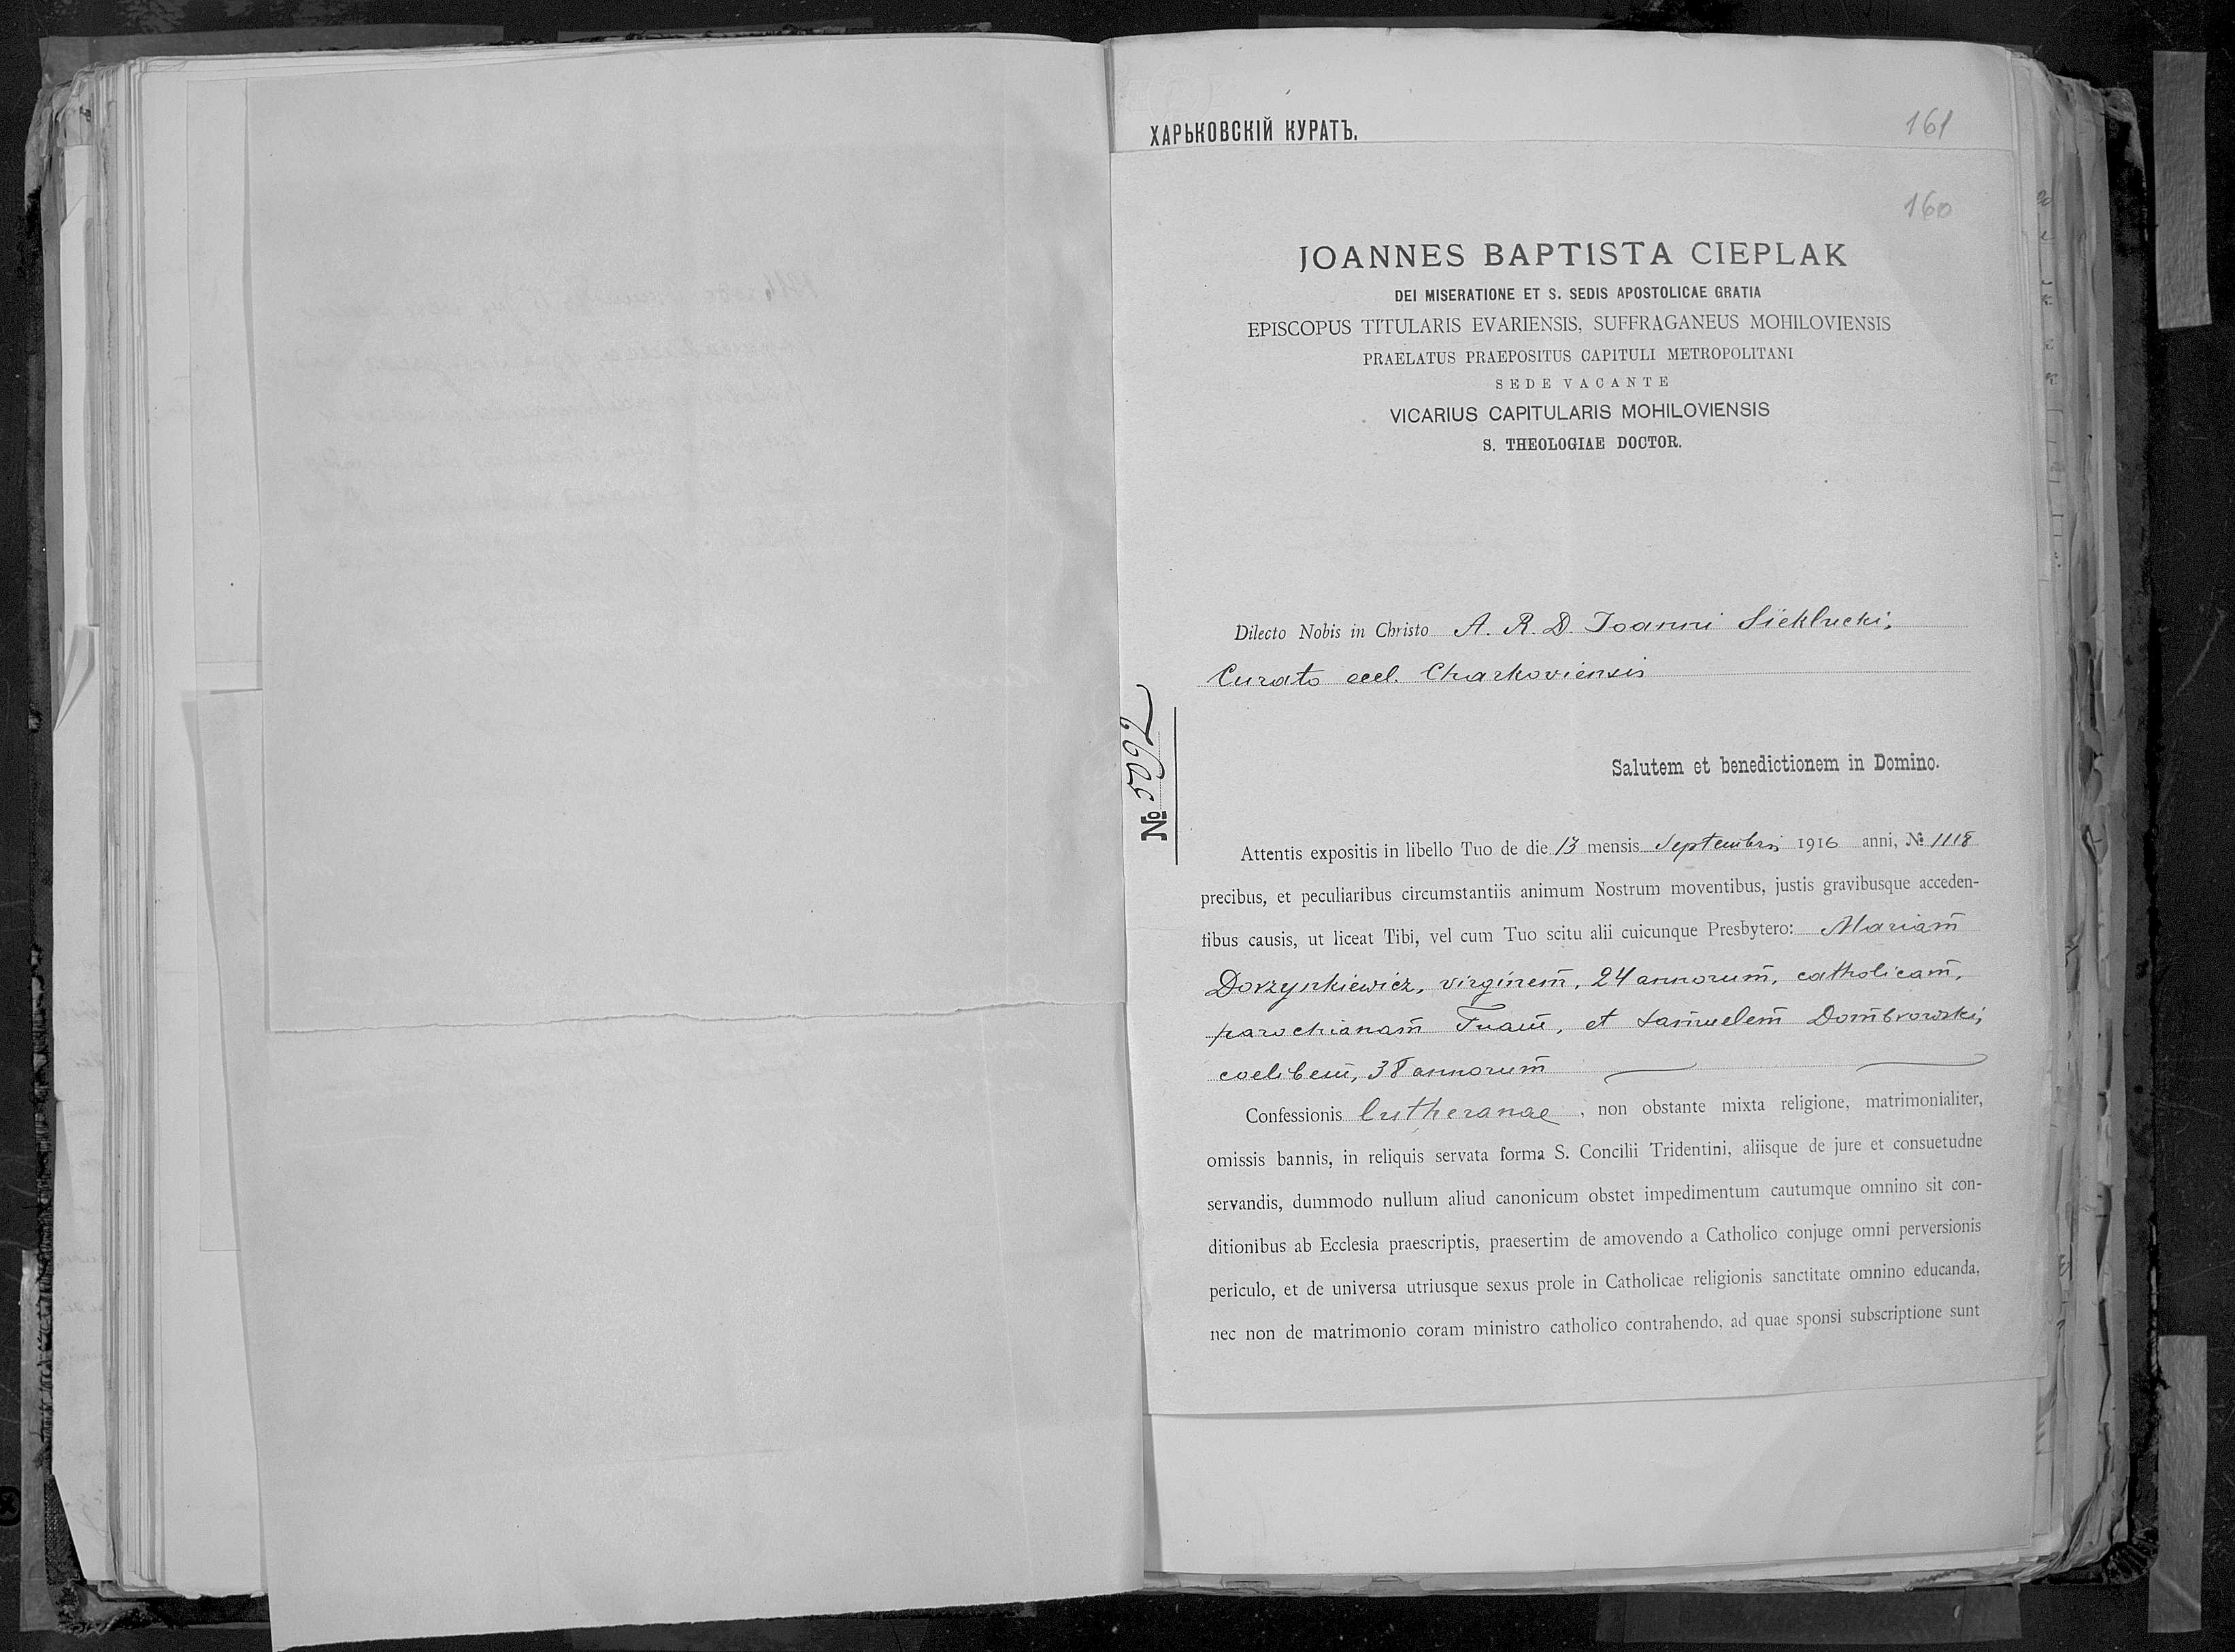 ХАРЬКОВСКІЙ КУРАТЪ.
161
160
JOANNES BAPTISTA CIEPLAK
DEI MISERATIONE ET S. SEDIS APOSTOLICAE GRATIA
EPISCOPUS TITULARIS EVARIENSIS, SUFFRAGANEUS MOHILOVIENSIS
PRAELATUS PRAEPOSITUS CAPITULI METROPOLITANI
SEDE VACANTE
VICARIUS CAPITULARIS MOHILOVIENSIS
S. THEOLOGIAE DOCTOR.
Dilecto Nobis in Christo A. R. D. Joanni Siekłucki,
Curato eccl. Charkoviensis
№ 5092
Salutem et benedictionem in Domino.
Attentis expositis in libello Tuo de die 13 mensis Septembris 1916 anni, № 1118
precibus, et peculiaribus circumstantiis animum Nostrum moventibus, justis gravibusque acceden-
tibus causis, ut liceat Tibi, vel cum Tuo scitu alii cuicunque Presbytero: Mariam̄
Dorzynkiewicz, virginem̄, 24 annorum̄, catholicam̄,
parochianam̄ Tuam̄, et Samuelem̄ Dombrowski,
coelibem̄, 38 annorum̄
Confessionis lutheranae, non obstante mixta religione, matrimonialiter,
omissis bannis, in reliquis servata forma S. Concilii Tridentini, aliisque de jure et consuetudne
servandis, dummodo nullum aliud canonicum obstet impedimentum cautumque omnino sit con-
ditionibus ab Ecclesia praescriptis, praesertim de amovendo a Catholico conjuge omni perversionis
periculo, et de universa utriusque sexus prole in Catholicae religionis sanctitate omnino educanda,
nec non de matrimonio coram ministro catholico contrahendo, ad quae sponsi subscriptione sunt